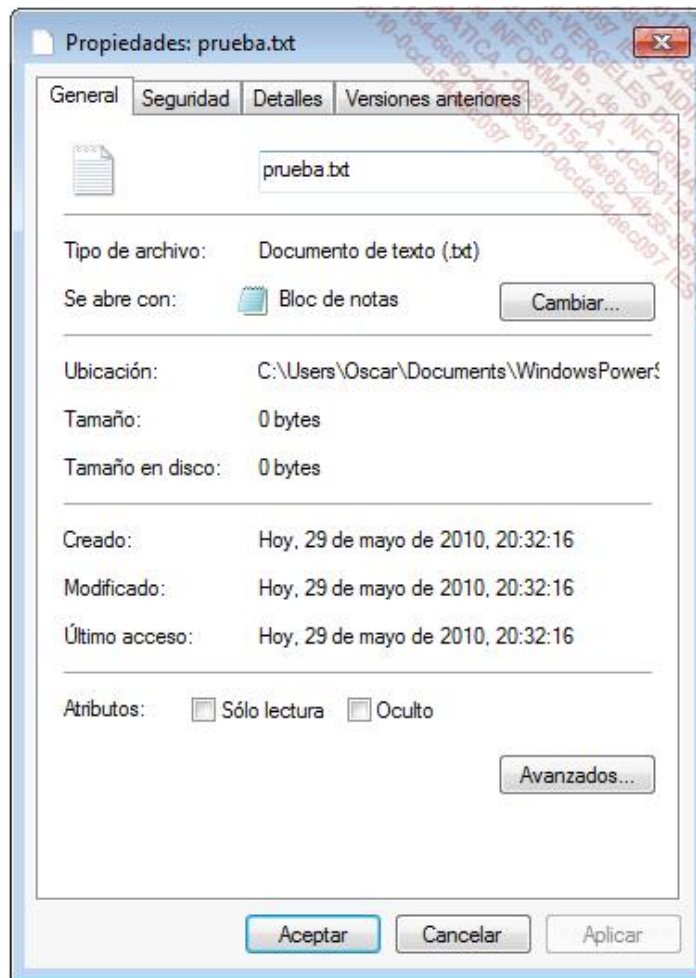 Propiedades: prueba.txt
General Seguridad Detalles Versiones anteriores
prueba.txt
Tipo de archivo: Documento de texto (.txt)
Se abre con: Bloc de notas Cambiar...
Ubicación: C:\Users\Oscar\Documents\WindowsPowerS
Tamaño: 0 bytes
Tamaño en disco: 0 bytes
Creado: Hoy, 29 de mayo de 2010, 20:32:16
Modificado: Hoy, 29 de mayo de 2010, 20:32:16
Último acceso: Hoy, 29 de mayo de 2010, 20:32:16
Atributos: Sólo lectura Oculto
Avanzados...
Aceptar Cancelar Aplicar